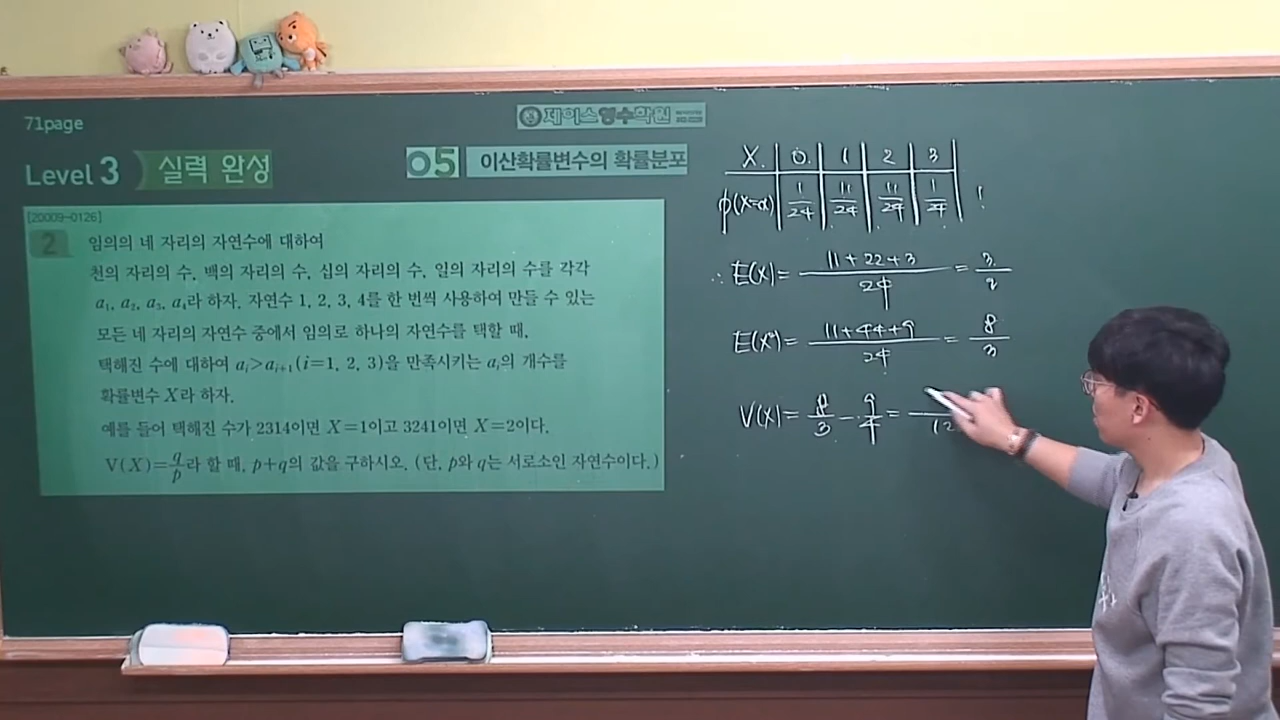 71page
제이스영수학원
Level 3 실력 완성
05 이산확률변수의 확률분포
[20009-0126]
2 임의의 네 자리의 자연수에 대하여
천의 자리의 수, 백의 자리의 수, 십의 자리의 수, 일의 자리의 수를 각각
a₁, a₂, a₃, a₄라 하자. 자연수 1, 2, 3, 4를 한 번씩 사용하여 만들 수 있는
모든 네 자리의 자연수 중에서 임의로 하나의 자연수를 택할 때,
택해진 수에 대하여 aᵢ>aᵢ₊₁(i=1, 2, 3)을 만족시키는 aᵢ의 개수를
확률변수 X라 하자.
예를 들어 택해진 수가 2314이면 X=1이고 3241이면 X=2이다.
V(X)=q/p라 할 때, p+q의 값을 구하시오. (단, p와 q는 서로소인 자연수이다.)
X. 0. 1 2 3
p(X=x) 1/24 11/24 11/24 1/24 !
∴ E(X)= (11+22+3)/24 = 3/2
E(X²)= (11+44+9)/24 = 8/3
V(X)= 8/3 - 9/4 = /12